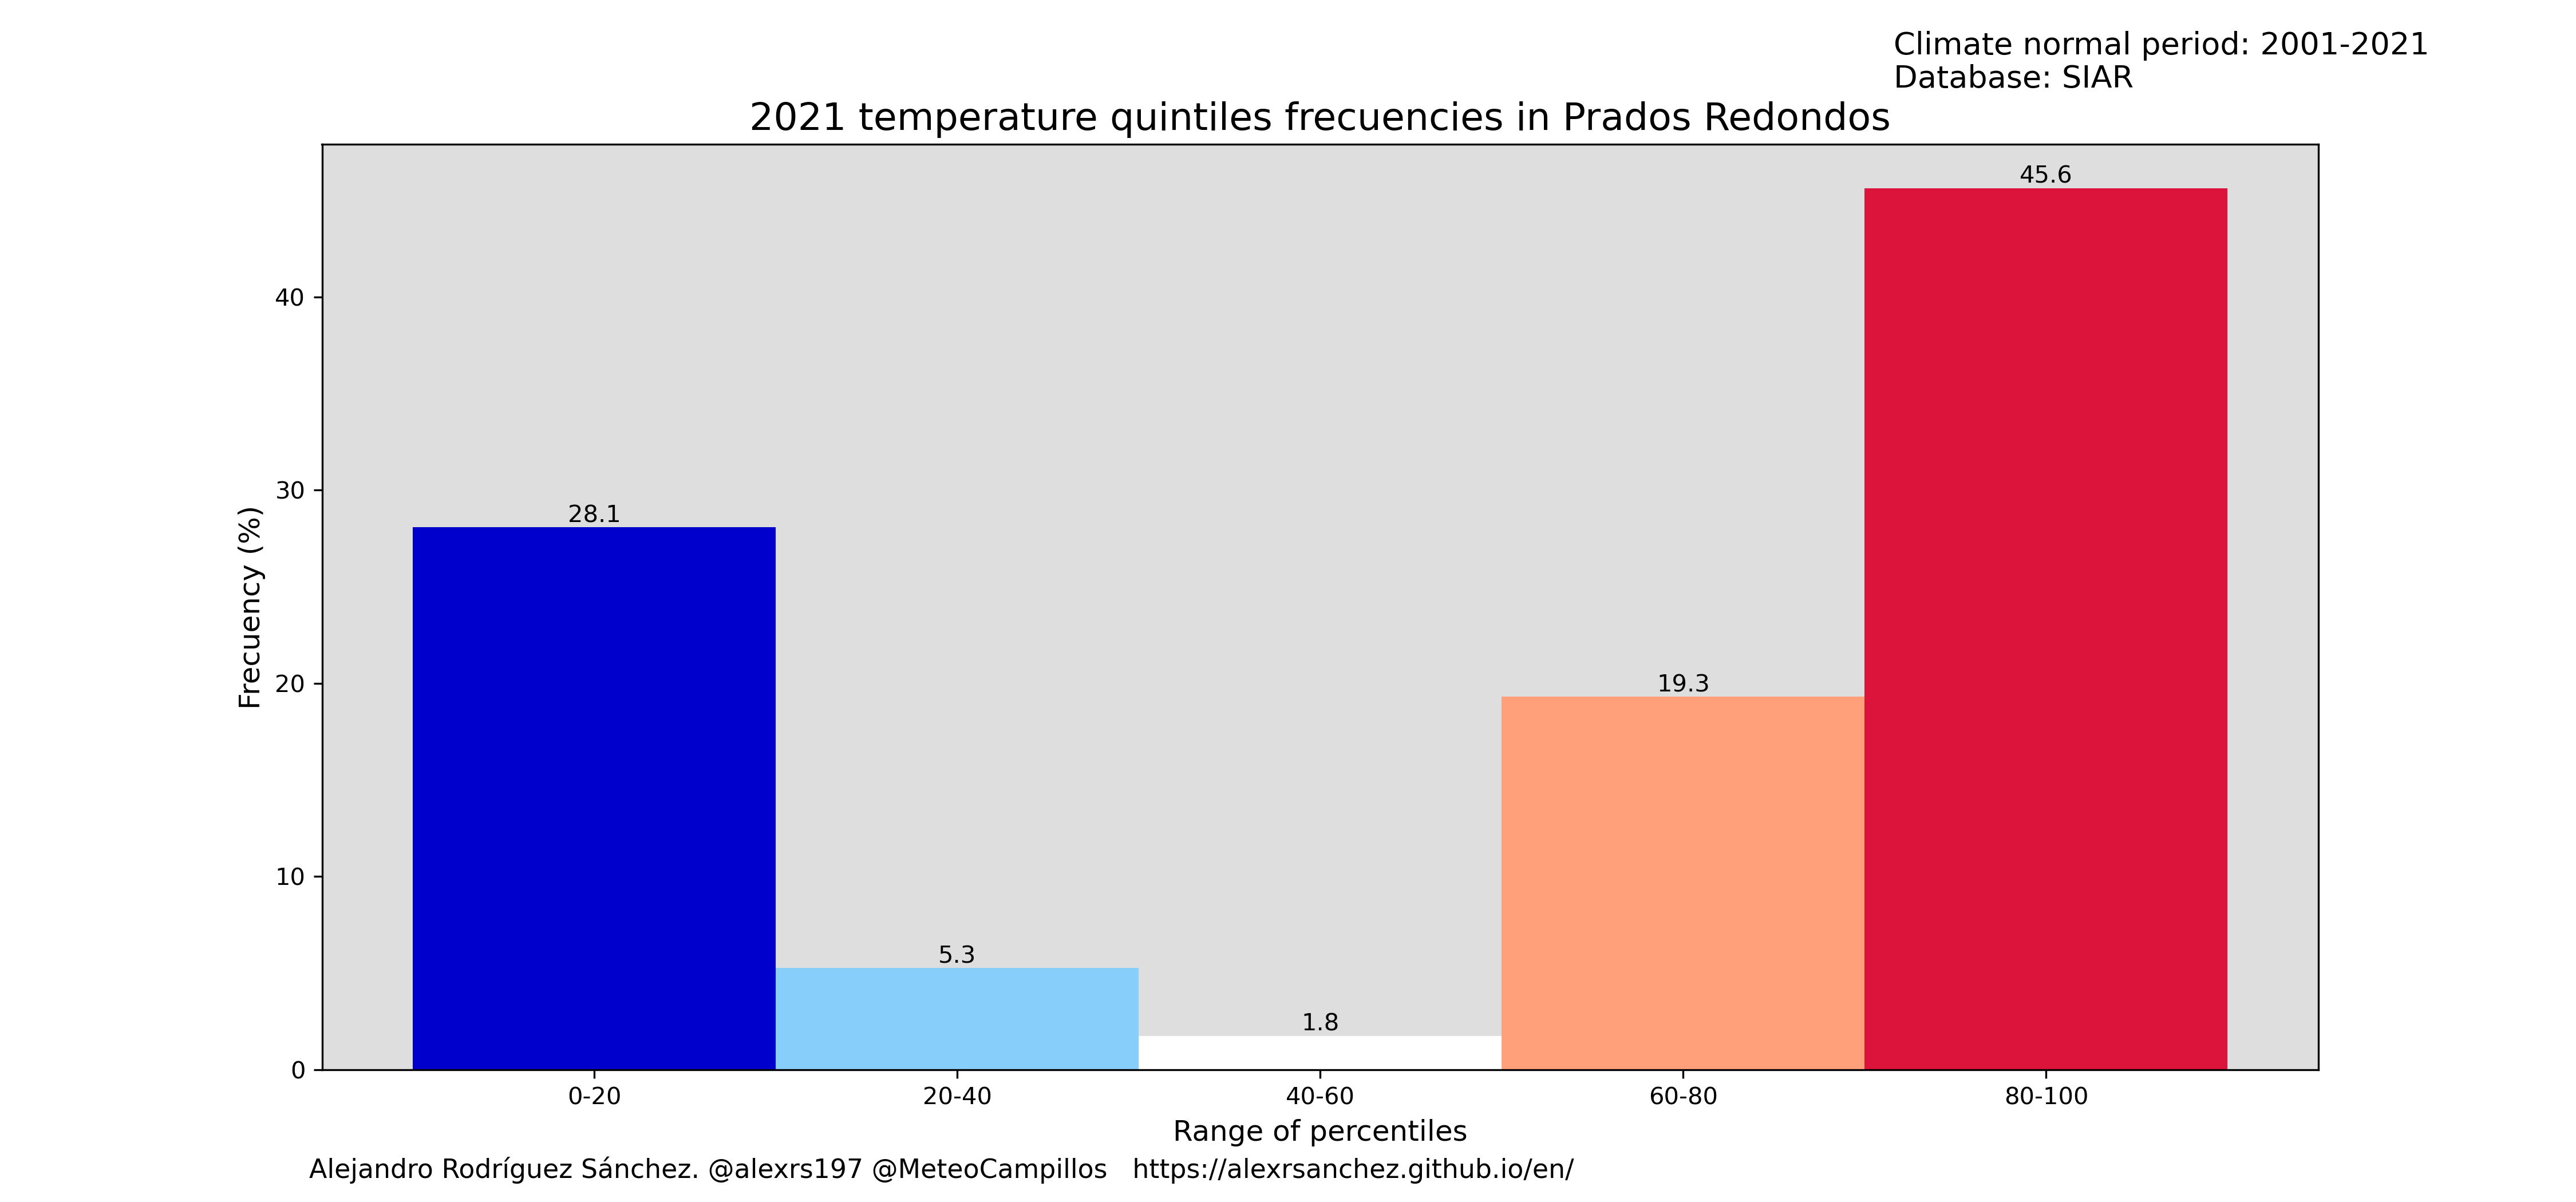 Climate normal period: 2001-2021
Database: SIAR
2021 temperature quintiles frecuencies in Prados Redondos
45.6
40
30
28.1
Frecuency (%)
20
19.3
10
5.3
1.8
0
0-20 20-40 40-60 60-80 80-100
Range of percentiles
Alejandro Rodríguez Sánchez. @alexrs197 @MeteoCampillos https://alexrsanchez.github.io/en/